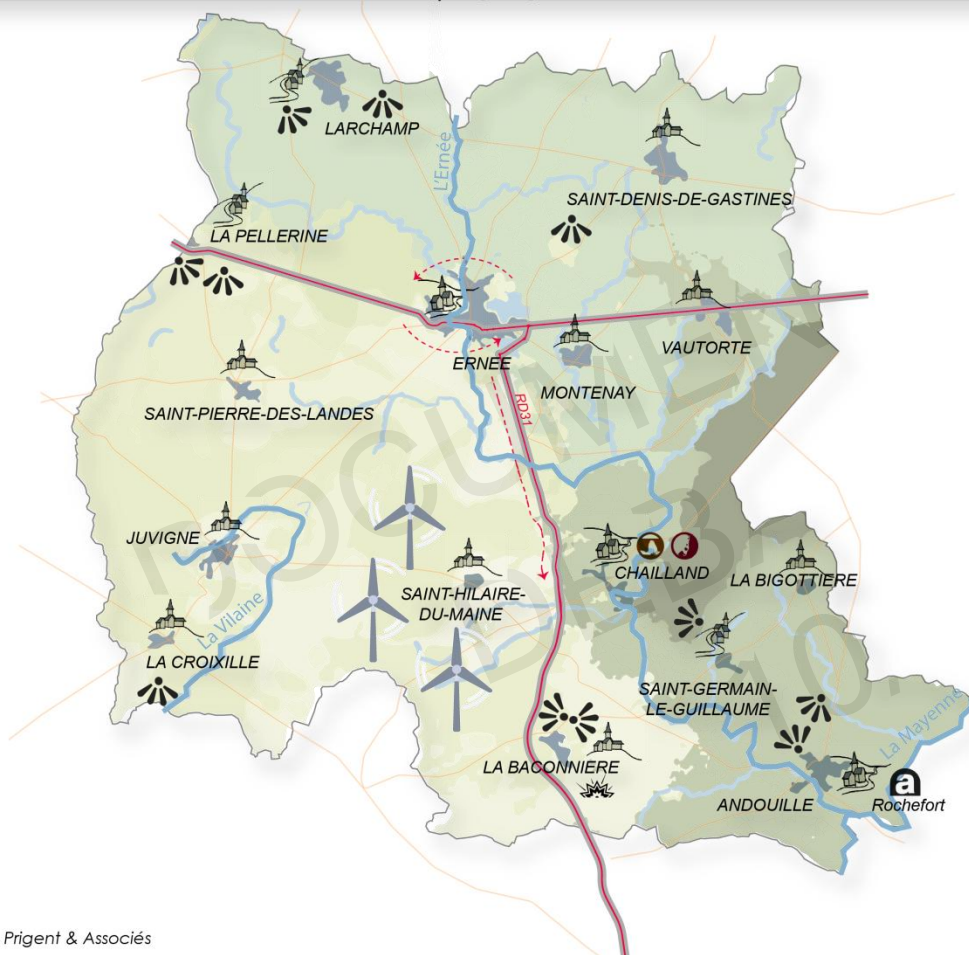 L'Ernée
LARCHAMP
SAINT-DENIS-DE-GASTINES
LA PELLERINE
ERNEE
VAUTORTE
MONTENAY
RD31
SAINT-PIERRE-DES-LANDES
JUVIGNE
La Vilaine
LA CROIXILLE
SAINT-HILAIRE-
DU-MAINE
CHAILLAND
LA BIGOTTIERE
SAINT-GERMAIN-
LE-GUILLAUME
La Mayenne
LA BACONNIERE
ANDOUILLE
a
Rochefort
Prigent & Associés